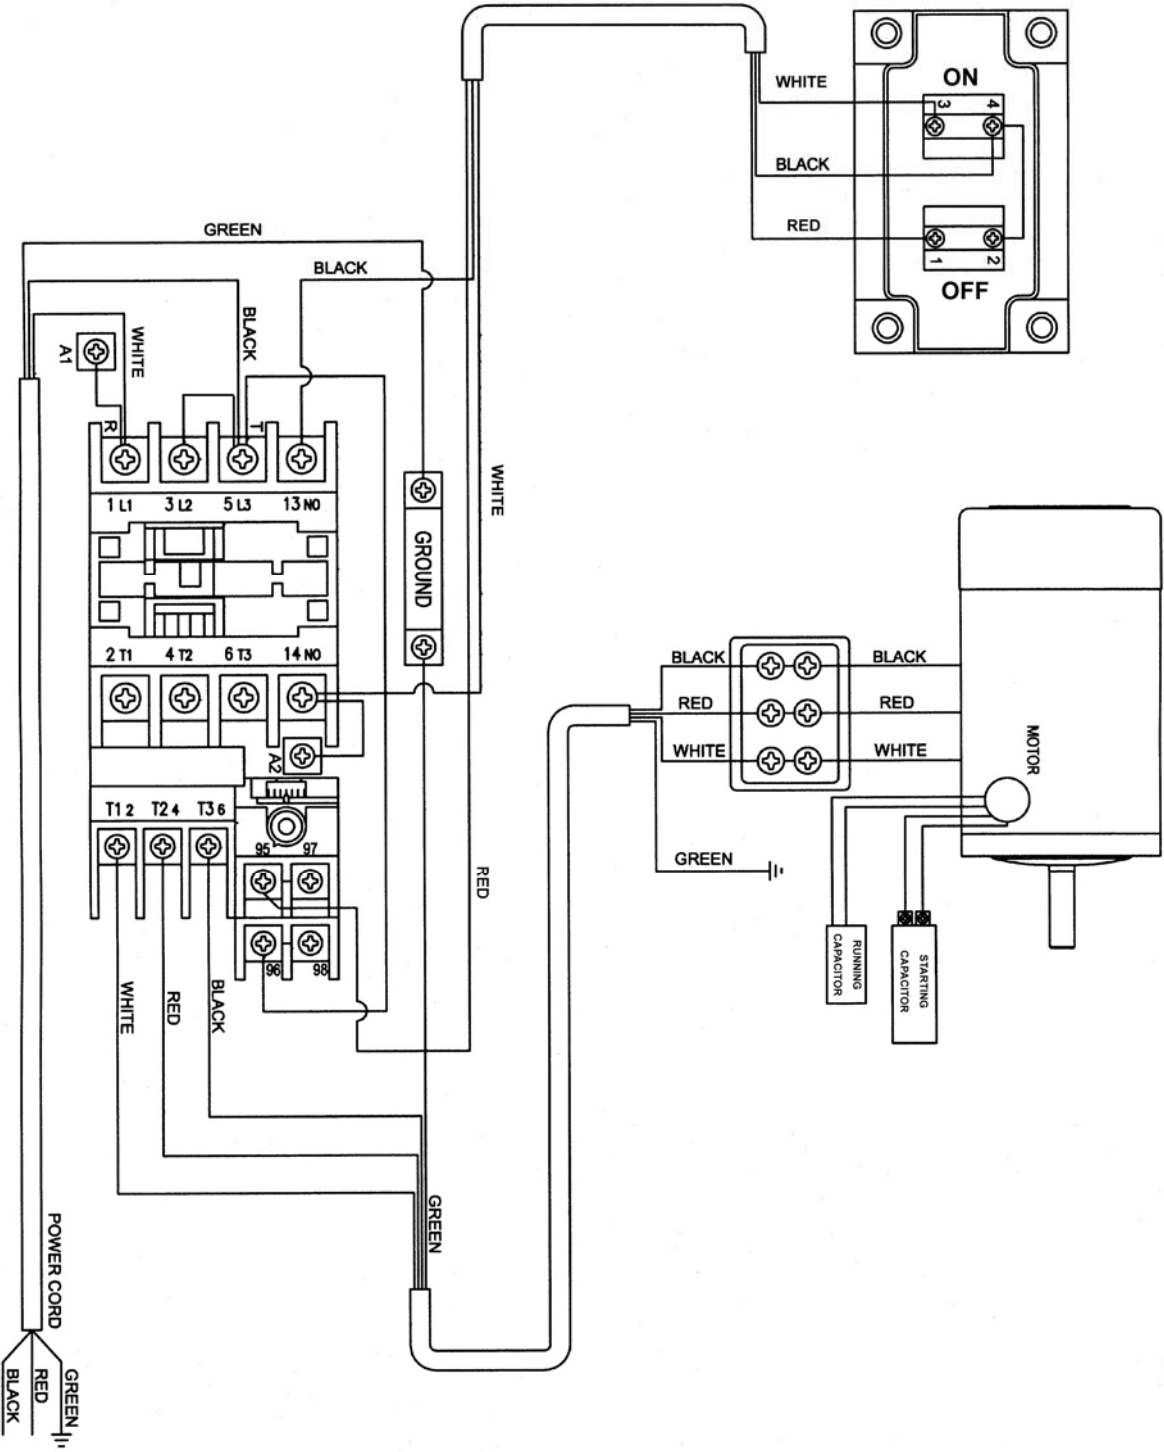 WHITE
ON
3 4
BLACK
RED
1 2
OFF
GREEN
BLACK
BLACK
WHITE
A1
R
T
1 L1 3 L2 5 L3 13 NO
WHITE
GROUND
2 T1 4 T2 6 T3 14 NO
A2
T1 2 T2 4 T3 6
95 97
96 98
RED
WHITE
RED
BLACK
GREEN
POWER CORD
GREEN
RED
BLACK
BLACK BLACK
RED RED
WHITE WHITE
GREEN
MOTOR
RUNNING
CAPACITOR
STARTING
CAPACITOR